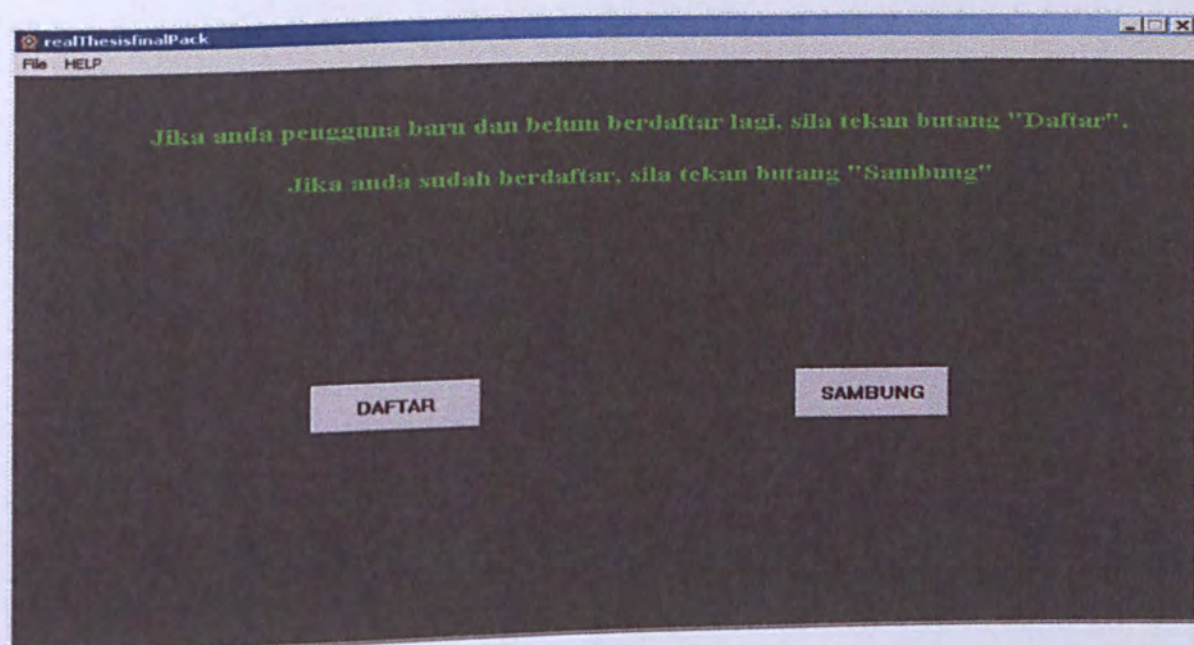 realThesisfinalPack
File HELP
Jika anda pengguna baru dan belum berdaftar lagi, sila tekan butang "Daftar".
Jika anda sudah berdaftar, sila tekan butang "Sambung"
DAFTAR
SAMBUNG